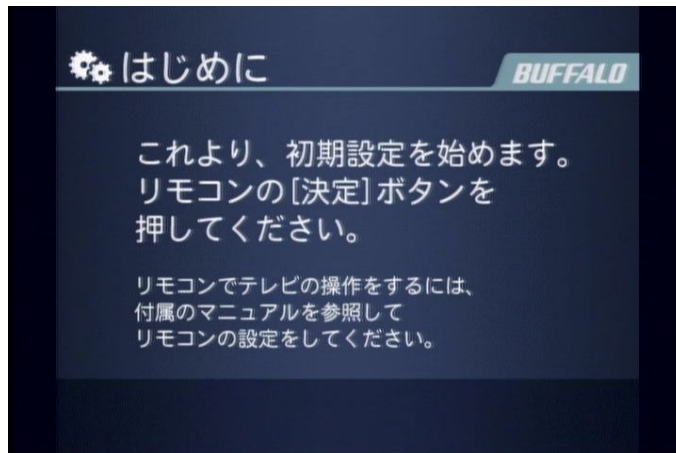 はじめに
BUFFALO
これより、初期設定を始めます。
リモコンの[決定]ボタンを
押してください。
リモコンでテレビの操作をするには、
付属のマニュアルを参照して
リモコンの設定をしてください。